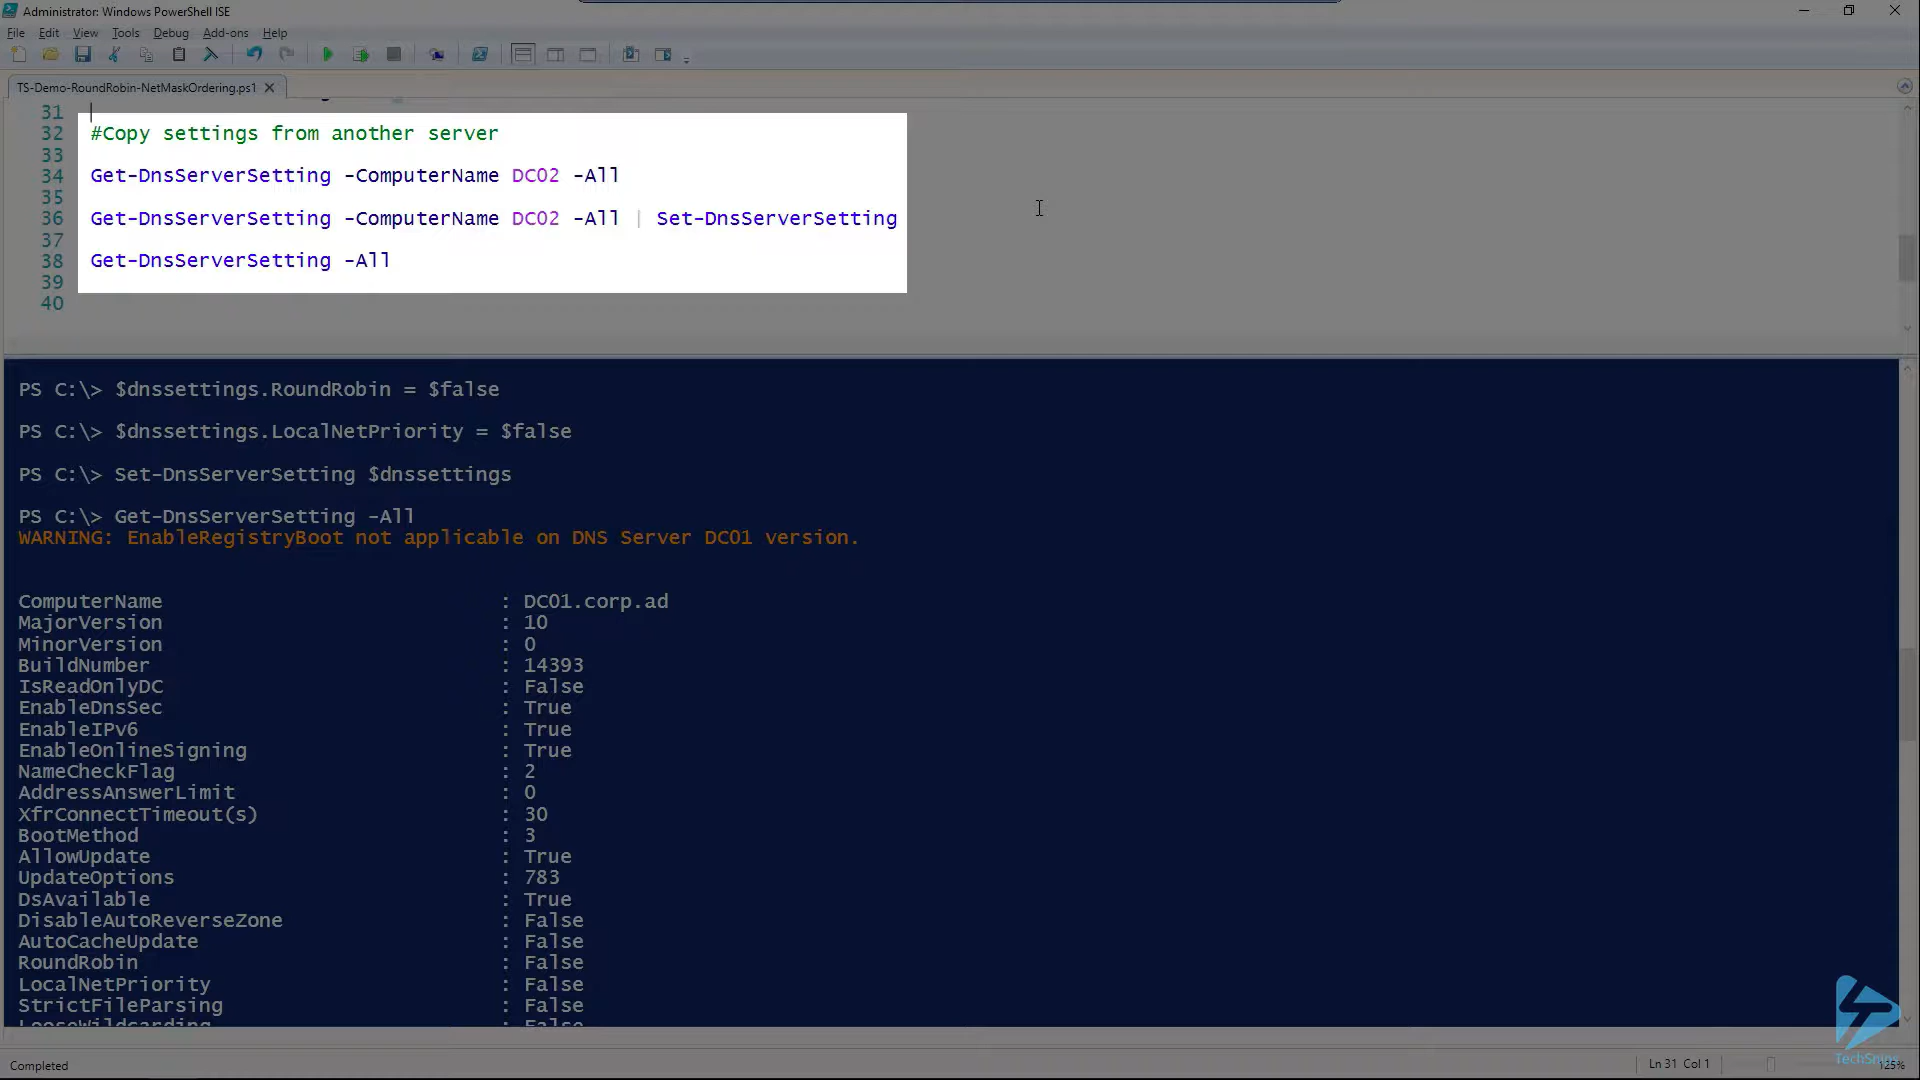 Administrator: Windows PowerShell ISE
File Edit View Tools Debug Add-ons Help
TS-Demo-RoundRobin-NetMaskOrdering.ps1
31
32 #Copy settings from another server
33
34 Get-DnsServerSetting -ComputerName DC02 -All
35
36 Get-DnsServerSetting -ComputerName DC02 -All | Set-DnsServerSetting
37
38 Get-DnsServerSetting -All
39
40
PS C:\> $dnssettings.RoundRobin = $false
PS C:\> $dnssettings.LocalNetPriority = $false
PS C:\> Set-DnsServerSetting $dnssettings
PS C:\> Get-DnsServerSetting -All
WARNING: EnableRegistryBoot not applicable on DNS Server DC01 version.
ComputerName : DC01.corp.ad
MajorVersion : 10
MinorVersion : 0
BuildNumber : 14393
IsReadOnlyDC : False
EnableDnsSec : True
EnableIPv6 : True
EnableOnlineSigning : True
NameCheckFlag : 2
AddressAnswerLimit : 0
XfrConnectTimeout(s) : 30
BootMethod : 3
AllowUpdate : True
UpdateOptions : 783
DsAvailable : True
DisableAutoReverseZone : False
AutoCacheUpdate : False
RoundRobin : False
LocalNetPriority : False
StrictFileParsing : False
LooseWildcarding : False
Completed
Ln 31 Col 1
125%